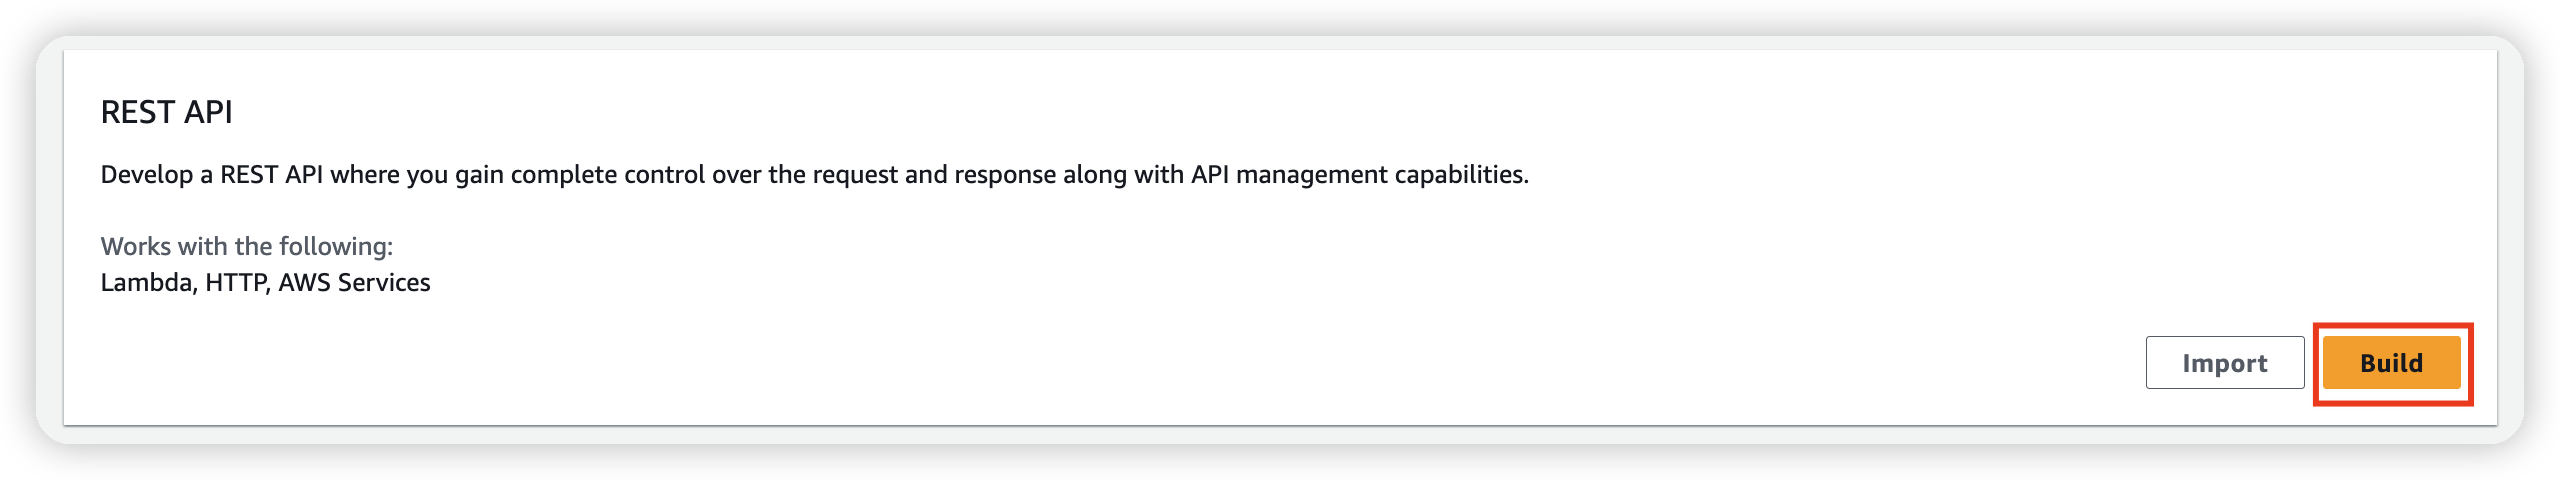 REST API
Develop a REST API where you gain complete control over the request and response along with API management capabilities.
Works with the following:
Lambda, HTTP, AWS Services
Import
Build